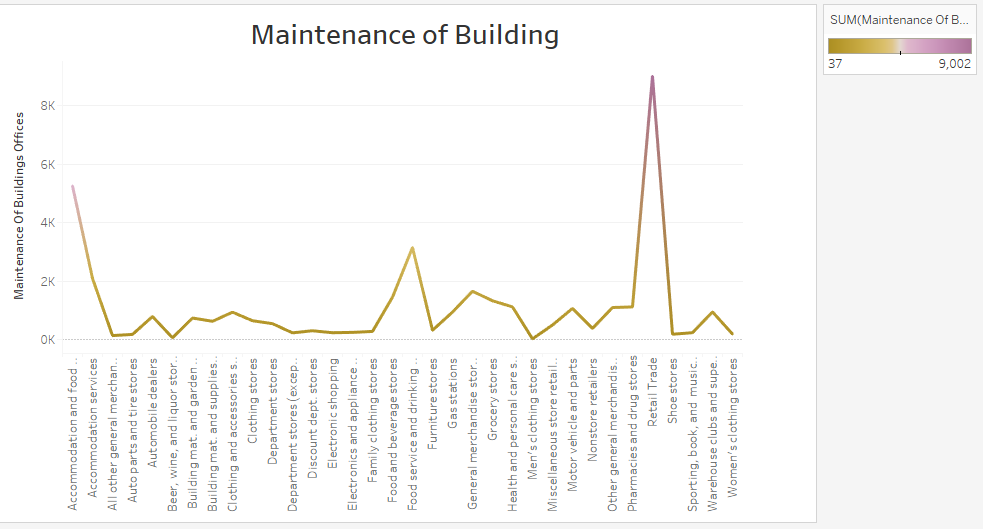 Maintenance of Building
SUM(Maintenance Of B...
37 9,002
Maintenance Of Buildings Offices
8K
6K
4K
2K
0K
Accommodation and food ..
Accommodation services
All other general merchan..
Auto parts and tire stores
Automobile dealers
Beer, wine, and liquor stor..
Building mat. and garden ..
Building mat. and supplies..
Clothing and accessories s..
Clothing stores
Department stores
Department stores (excep..
Discount dept. stores
Electronic shopping
Electronics and appliance ..
Family clothing stores
Food and beverage stores
Food service and drinking ..
Furniture stores
Gas stations
General merchandise stor..
Grocery stores
Health and personal care s..
Men's clothing stores
Miscellaneous store retail..
Motor vehicle and parts
Nonstore retailers
Other general merchandis..
Pharmacies and drug stores
Retail Trade
Shoe stores
Sporting, book, and music..
Warehouse clubs and supe..
Women's clothing stores